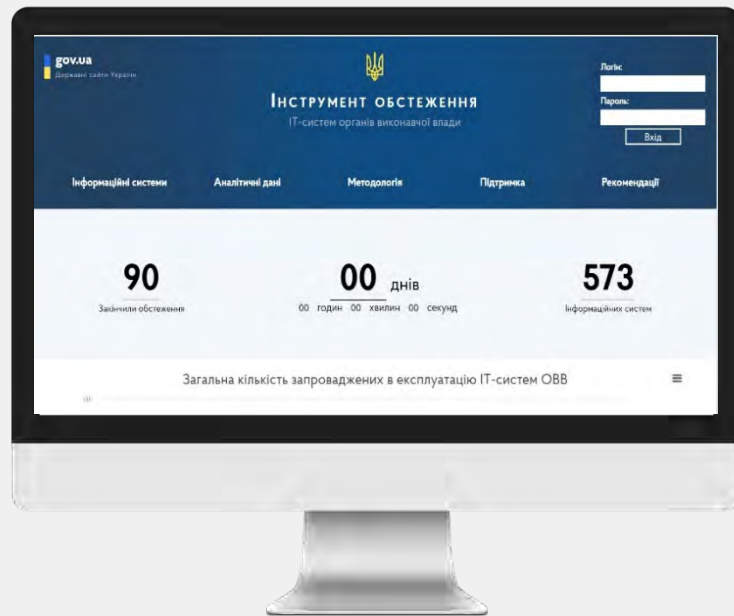 gov.ua
Державні сайти України
Логін:
Пароль:
Вхід
Інструмент обстеження
ІТ-систем органів виконавчої влади
Інформаційні системи
Аналітичні дані
Методологія
Підтримка
Рекомендації
90
Закінчили обстеження
00 днів
00 годин 00 хвилин 00 секунд
573
Інформаційних систем
Загальна кількість запроваджених в експлуатацію ІТ-систем ОВВ